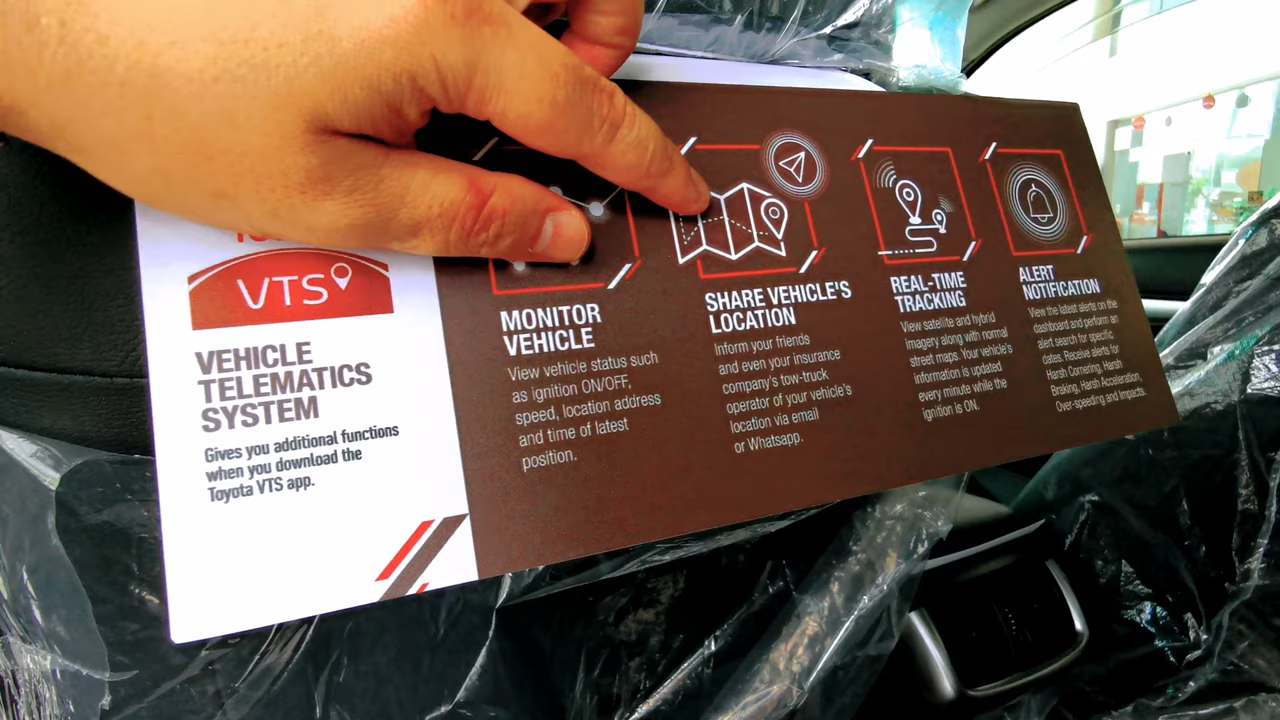 VTS
VEHICLE
TELEMATICS
SYSTEM
Gives you additional functions
when you download the
Toyota VTS app.
MONITOR
VEHICLE
View vehicle status such
as ignition ON/OFF,
speed, location address
and time of latest
position.
SHARE VEHICLE'S
LOCATION
Inform your friends
and even your insurance
company's tow-truck
operator of your vehicle's
location via email
or Whatsapp.
REAL-TIME
TRACKING
View satellite and hybrid
imagery along with normal
street maps. Your vehicle's
information is updated
every minute while the
ignition is ON.
ALERT
NOTIFICATION
View the latest alerts on the
dashboard and perform an
alert search for specific
dates. Receive alerts for
Harsh Cornering, Harsh
Braking, Harsh Acceleration,
Over-speeding and Impacts.